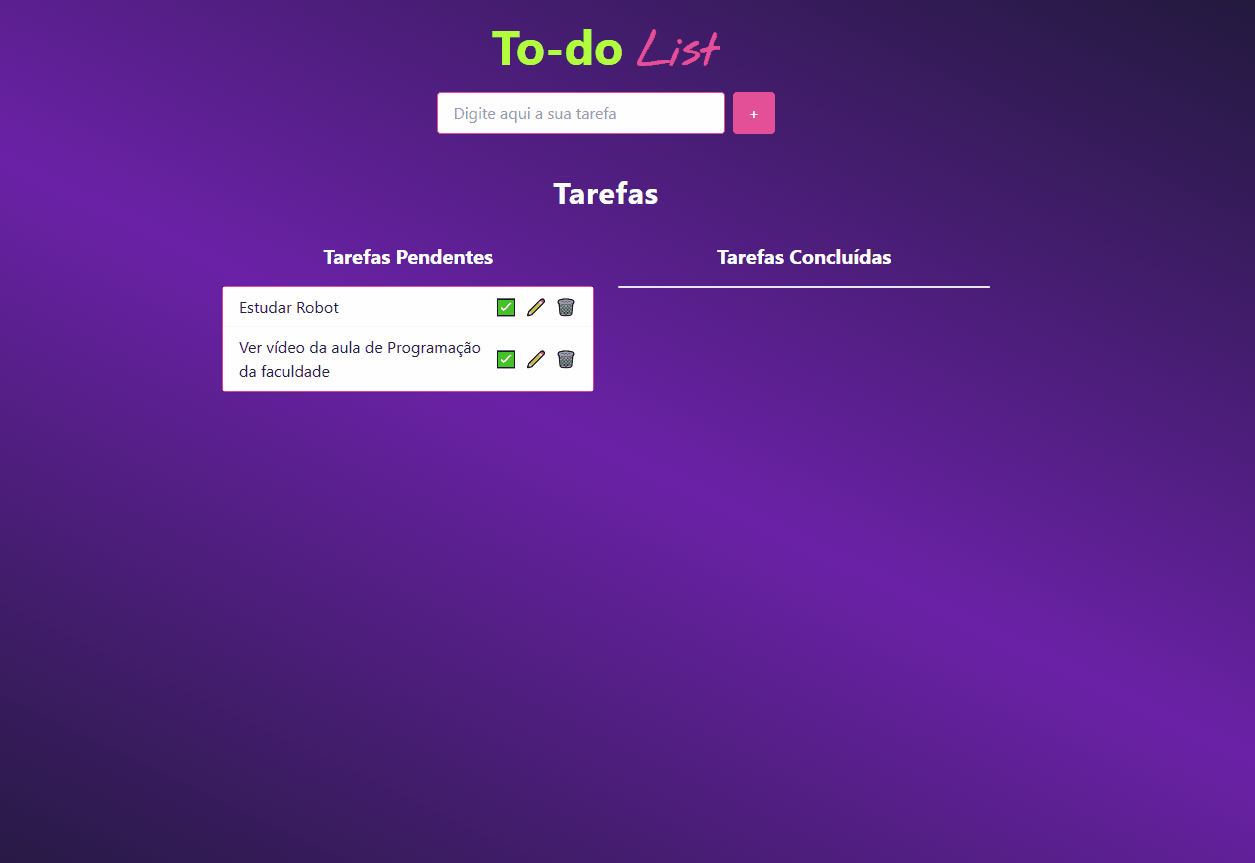 To-do List
Digite aqui a sua tarefa
+
Tarefas
Tarefas Pendentes
Tarefas Concluídas
Estudar Robot
Ver vídeo da aula de Programação
da faculdade